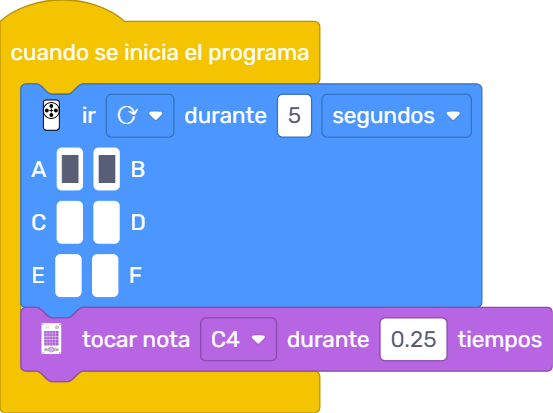 cuando se inicia el programa
ir durante 5 segundos
A B
C D
E F
tocar nota C4 durante 0.25 tiempos